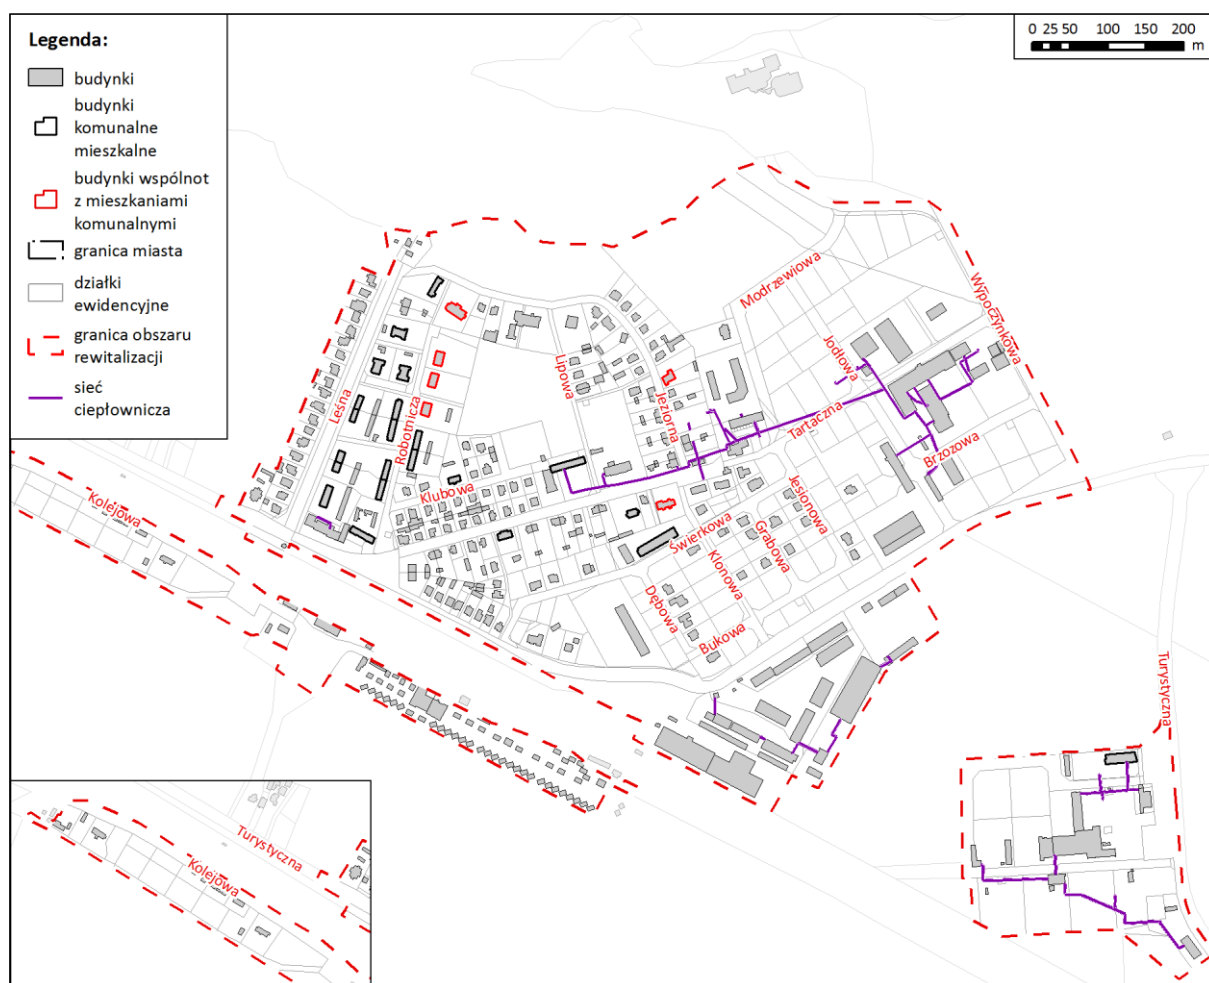 Legenda:
budynki
budynki
komunalne
mieszkalne
budynki wspólnot
z mieszkaniami
komunalnymi
granica miasta
działki
ewidencyjne
granica obszaru
rewitalizacji
sieć
ciepłownicza
0 25 50 100 150 200
m
Modrzewiowa
Wypoczynkowa
Jodłowa
Lipowa
Leśna
Robotnicza
Jeziorna
Tartaczna
Brzozowa
Klubowa
Kolejowa
Jesionowa
Świerkowa
Grabowa
Klonowa
Dębowa
Bukowa
Turystyczna
Turystyczna
Kolejowa